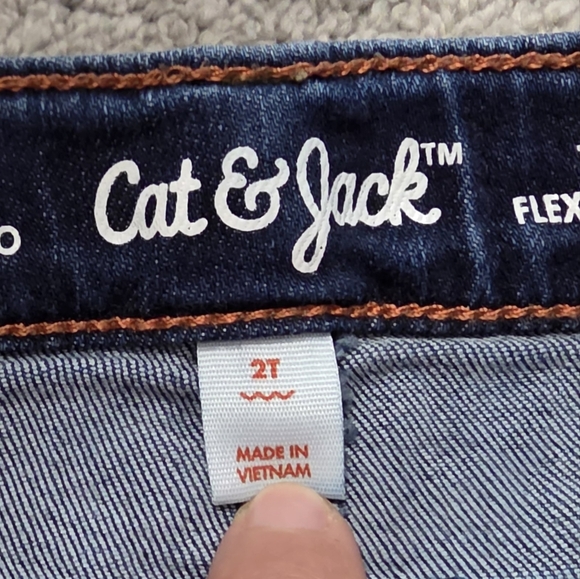 Cat & Jack™
FLEX
2T
MADE IN
VIETNAM